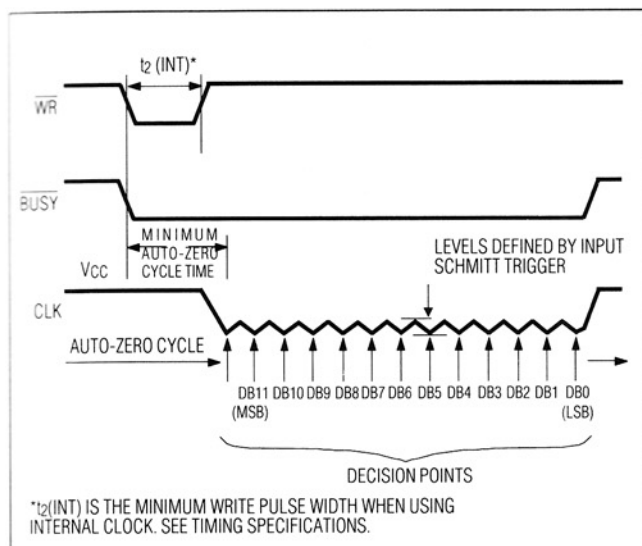 t2 (INT)*
WR
BUSY
MINIMUM
AUTO-ZERO
CYCLE TIME
LEVELS DEFINED BY INPUT
SCHMITT TRIGGER
VCC
CLK
AUTO-ZERO CYCLE
DB11 DB10 DB9 DB8 DB7 DB6 DB5 DB4 DB3 DB2 DB1 DB0
(MSB) (LSB)
DECISION POINTS
*t2(INT) IS THE MINIMUM WRITE PULSE WIDTH WHEN USING
INTERNAL CLOCK. SEE TIMING SPECIFICATIONS.